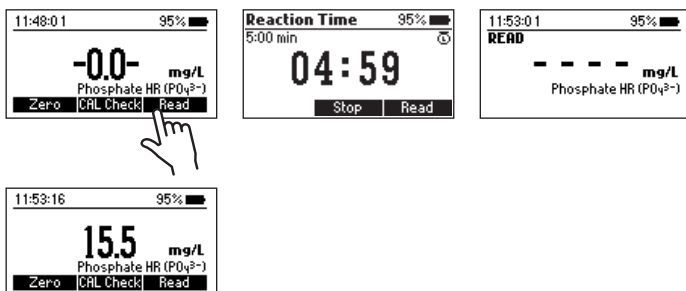 11:48:01 95%
-0.0- mg/L
Phosphate HR (PO₄³⁻)
Zero CAL Check Read
Reaction Time 95%
5:00 min
04:59
Stop Read
11:53:01 95%
READ
- - - - mg/L
Phosphate HR (PO₄³⁻)
11:53:16 95%
15.5 mg/L
Phosphate HR (PO₄³⁻)
Zero CAL Check Read